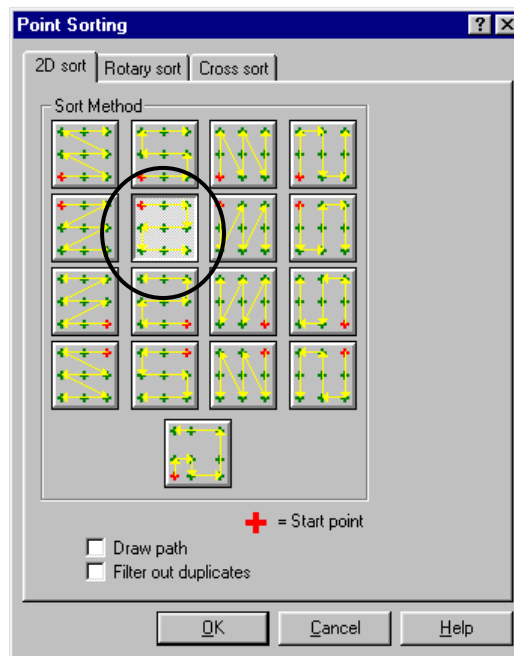 Point Sorting
2D sort Rotary sort Cross sort
Sort Method
= Start point
Draw path
Filter out duplicates
OK Cancel Help